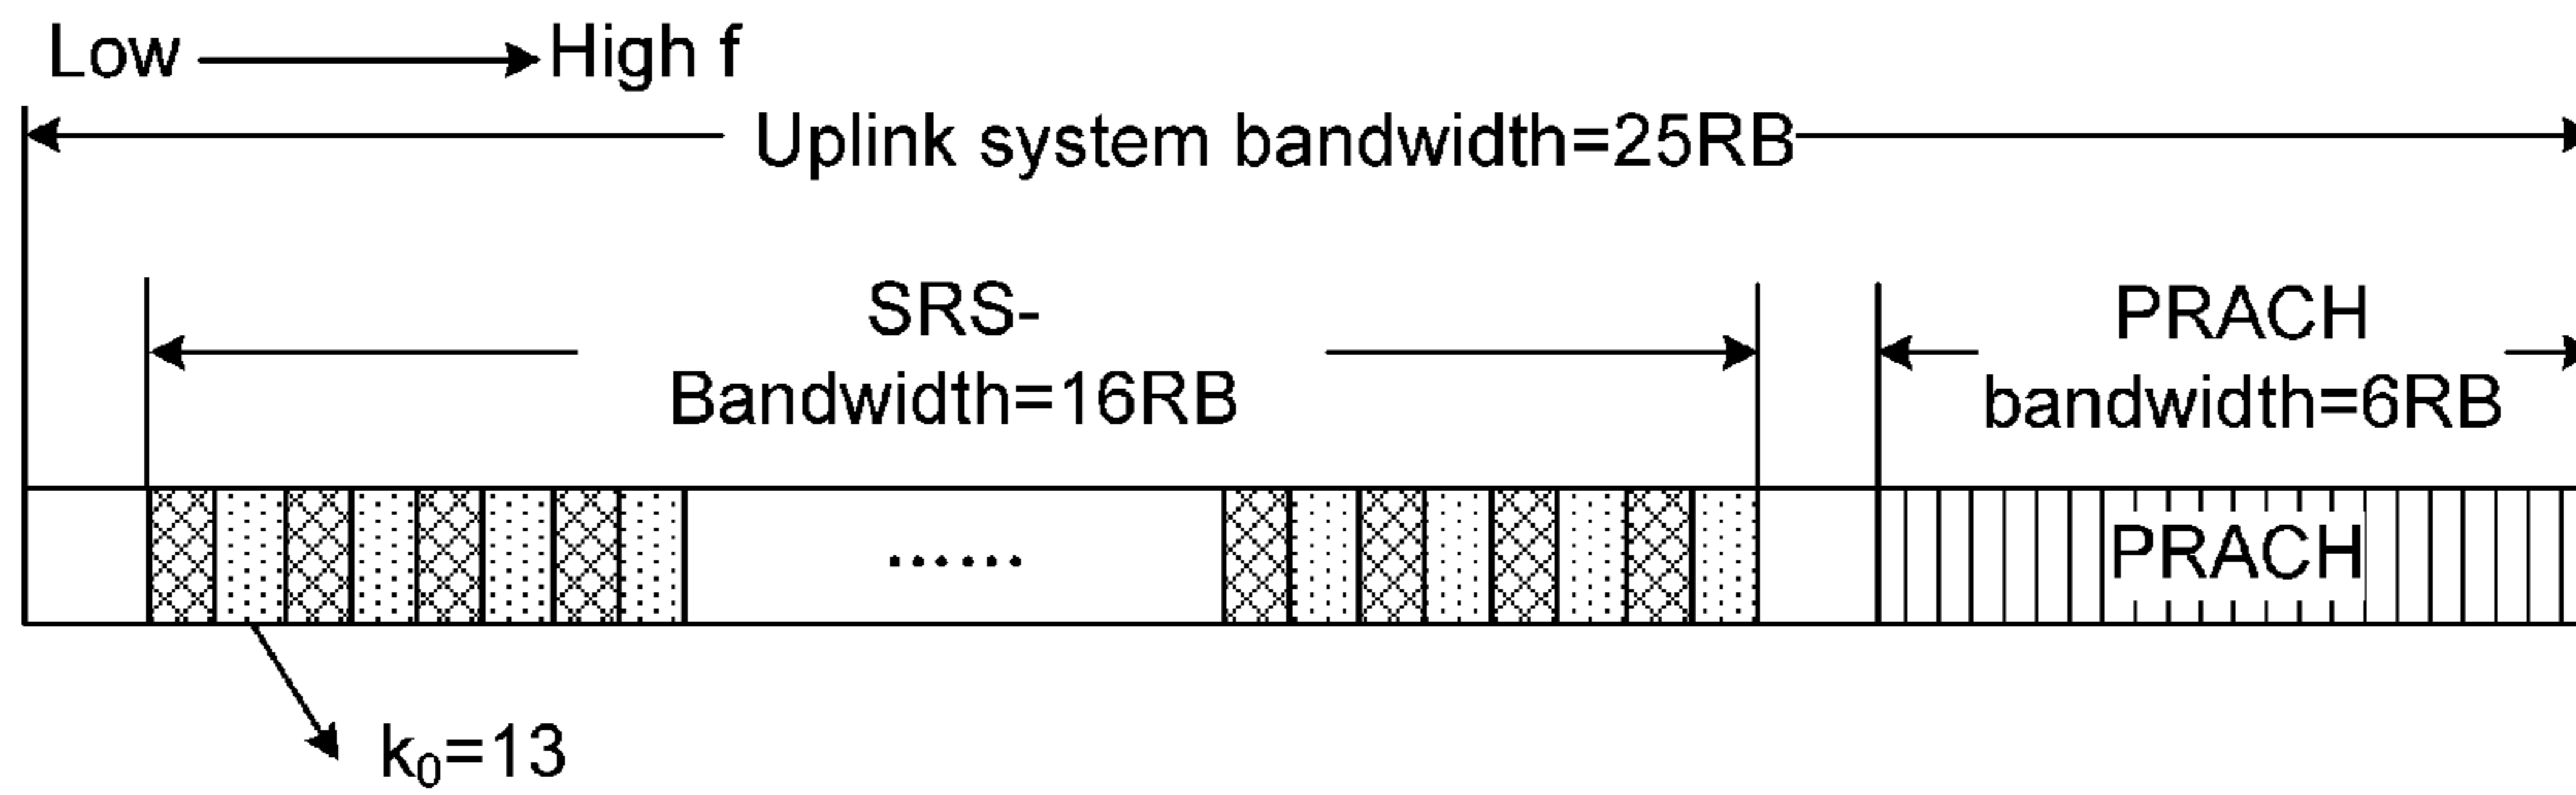 Low High f
Uplink system bandwidth=25RB
SRS-
Bandwidth=16RB
PRACH
bandwidth=6RB
......
PRACH
k₀=13